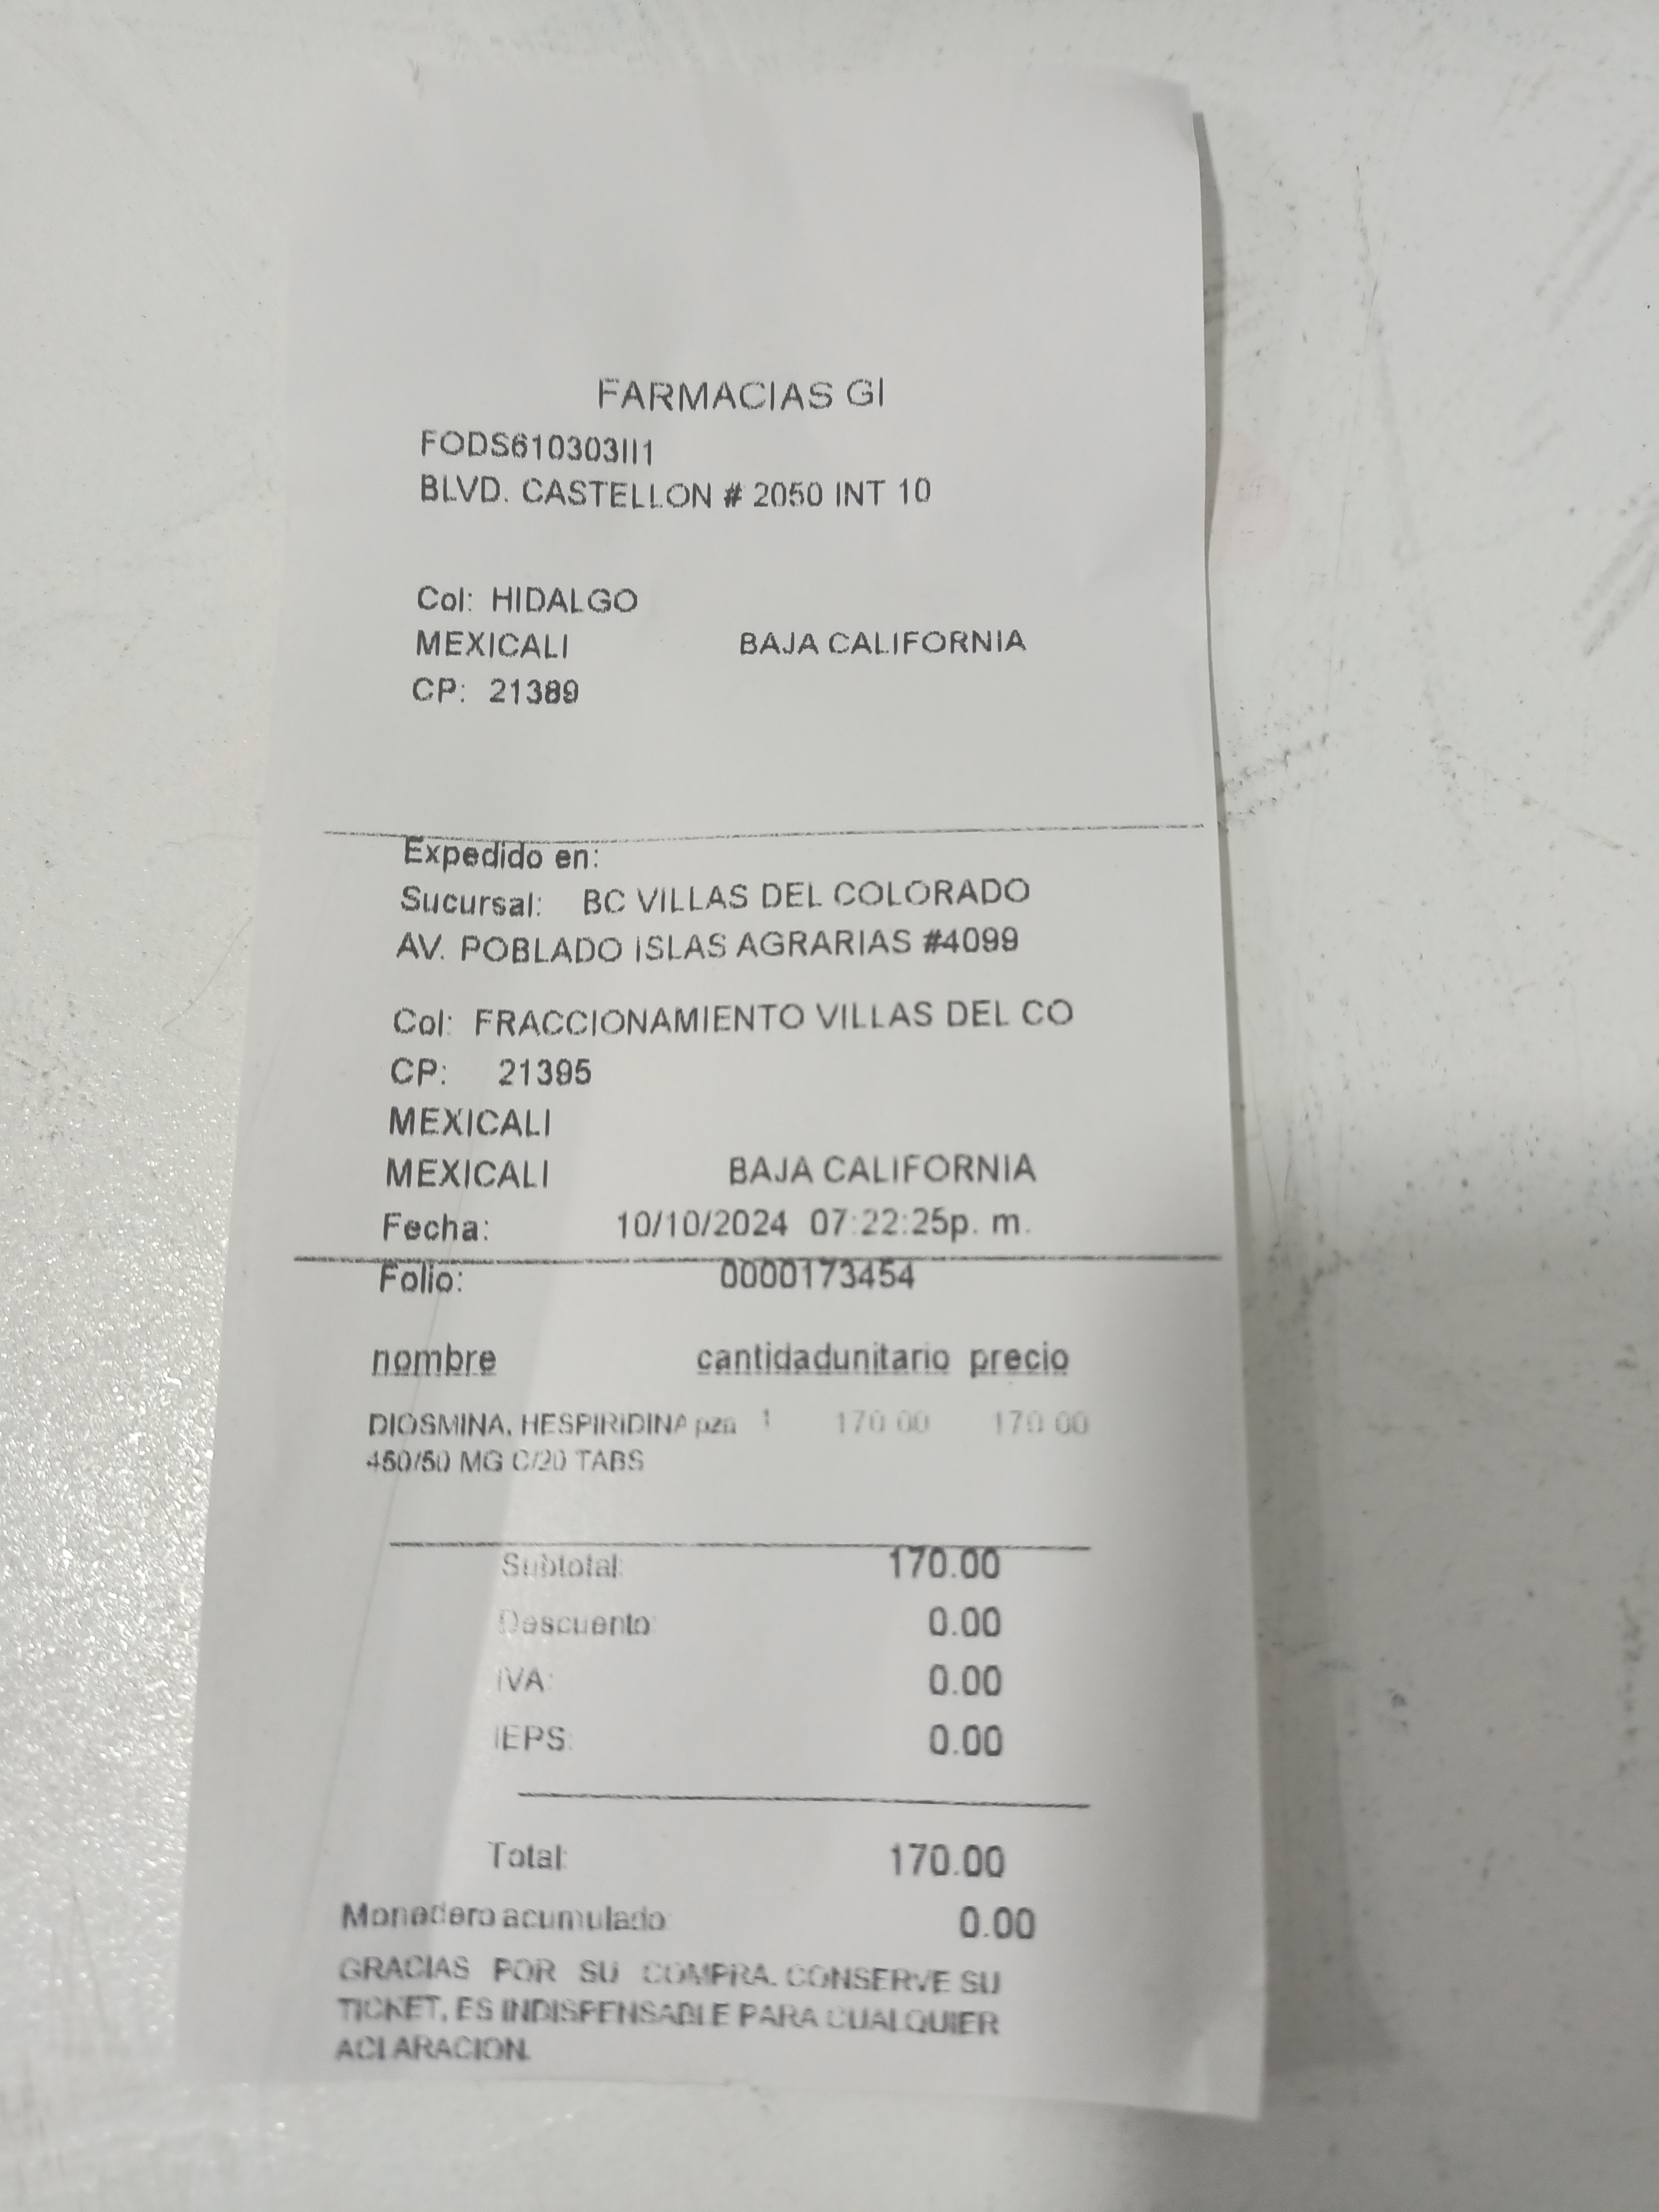 FARMACIAS GI
FODS610303II1
BLVD. CASTELLON # 2050 INT 10
Col: HIDALGO
MEXICALI BAJA CALIFORNIA
CP: 21389
Expedido en:
Sucursal: BC VILLAS DEL COLORADO
AV. POBLADO ISLAS AGRARIAS #4099
Col: FRACCIONAMIENTO VILLAS DEL CO
CP: 21395
MEXICALI
MEXICALI BAJA CALIFORNIA
Fecha: 10/10/2024 07:22:25p. m.
Folio: 0000173454
nombre cantidadunitario precio
DIOSMINA, HESPIRIDINA pza 1 170.00 170.00
450/50 MG C/20 TABS
Subtotal: 170.00
Descuento: 0.00
IVA: 0.00
IEPS: 0.00
Total: 170.00
Monedero acumulado: 0.00
GRACIAS POR SU COMPRA. CONSERVE SU
TICKET, ES INDISPENSABLE PARA CUALQUIER
ACLARACION.